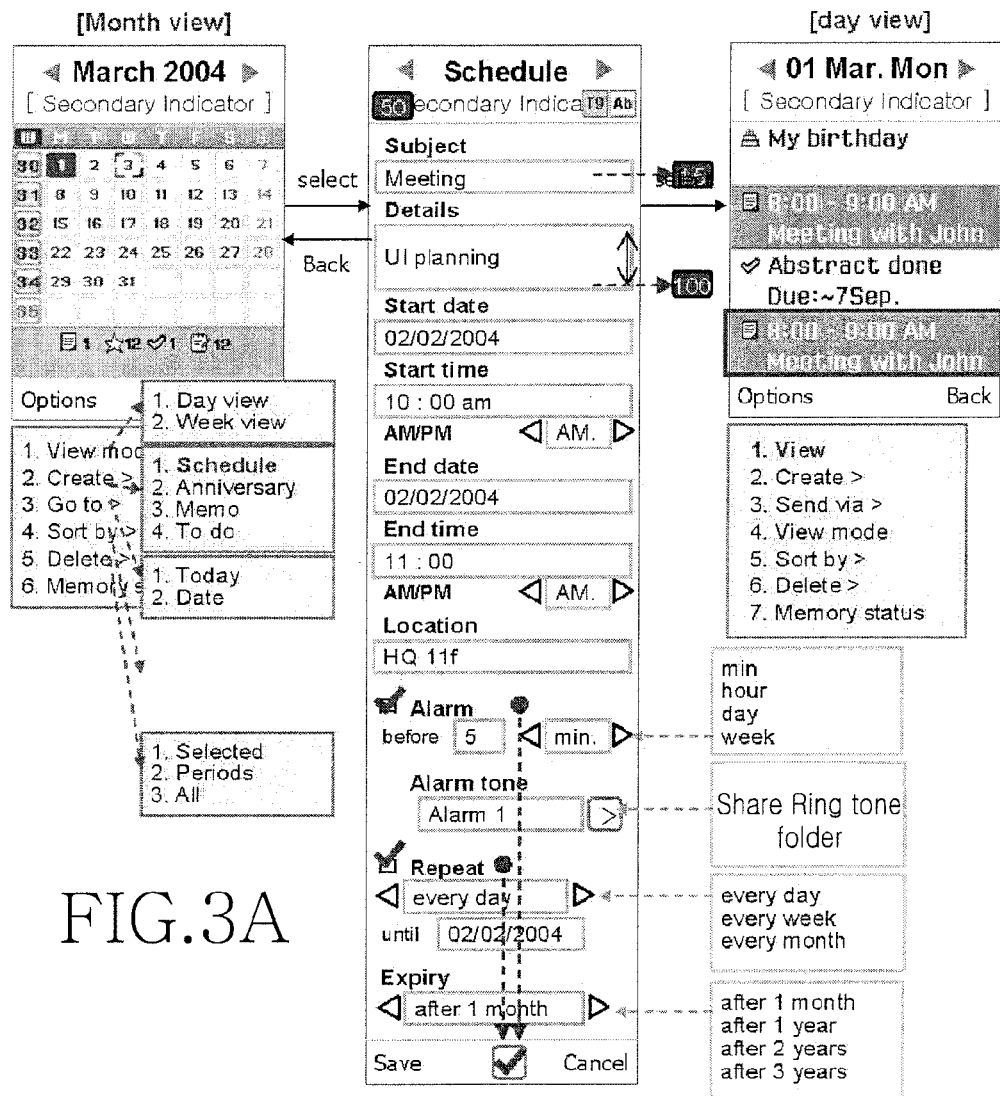 [Month view]
March 2004
[ Secondary Indicator ]
M T W T F S S
30 1 2 3 4 5 6 7
31 8 9 10 11 12 13 14
32 15 16 17 18 19 20 21
33 22 23 24 25 26 27 28
34 29 30 31
35
1 12 1 12
Options
1. View mod
2. Create >
3. Go to >
4. Sort by >
5. Delete >
6. Memory s
1. Day view
2. Week view
1. Schedule
2. Anniversary
3. Memo
4. To do
1. Today
2. Date
1. Selected
2. Periods
3. All
FIG.3A
select
Back
Schedule
50 econdary Indica T9 Ab
Subject
Meeting
Details
UI planning
100
Start date
02/02/2004
Start time
10 : 00 am
AM/PM AM.
End date
02/02/2004
End time
11 : 00
AM/PM AM.
Location
HQ 11f
Alarm
before 5 min.
Alarm tone
Alarm 1 >
Repeat
every day
until 02/02/2004
Expiry
after 1 month
Save Cancel
[day view]
01 Mar. Mon
[ Secondary Indicator ]
My birthday
8:00 - 9:00 AM
Meeting with John
Abstract done
Due:~7Sep.
8:00 - 9:00 AM
Meeting with John
Options Back
1. View
2. Create >
3. Send via >
4. View mode
5. Sort by >
6. Delete >
7. Memory status
min
hour
day
week
Share Ring tone
folder
every day
every week
every month
after 1 month
after 1 year
after 2 years
after 3 years